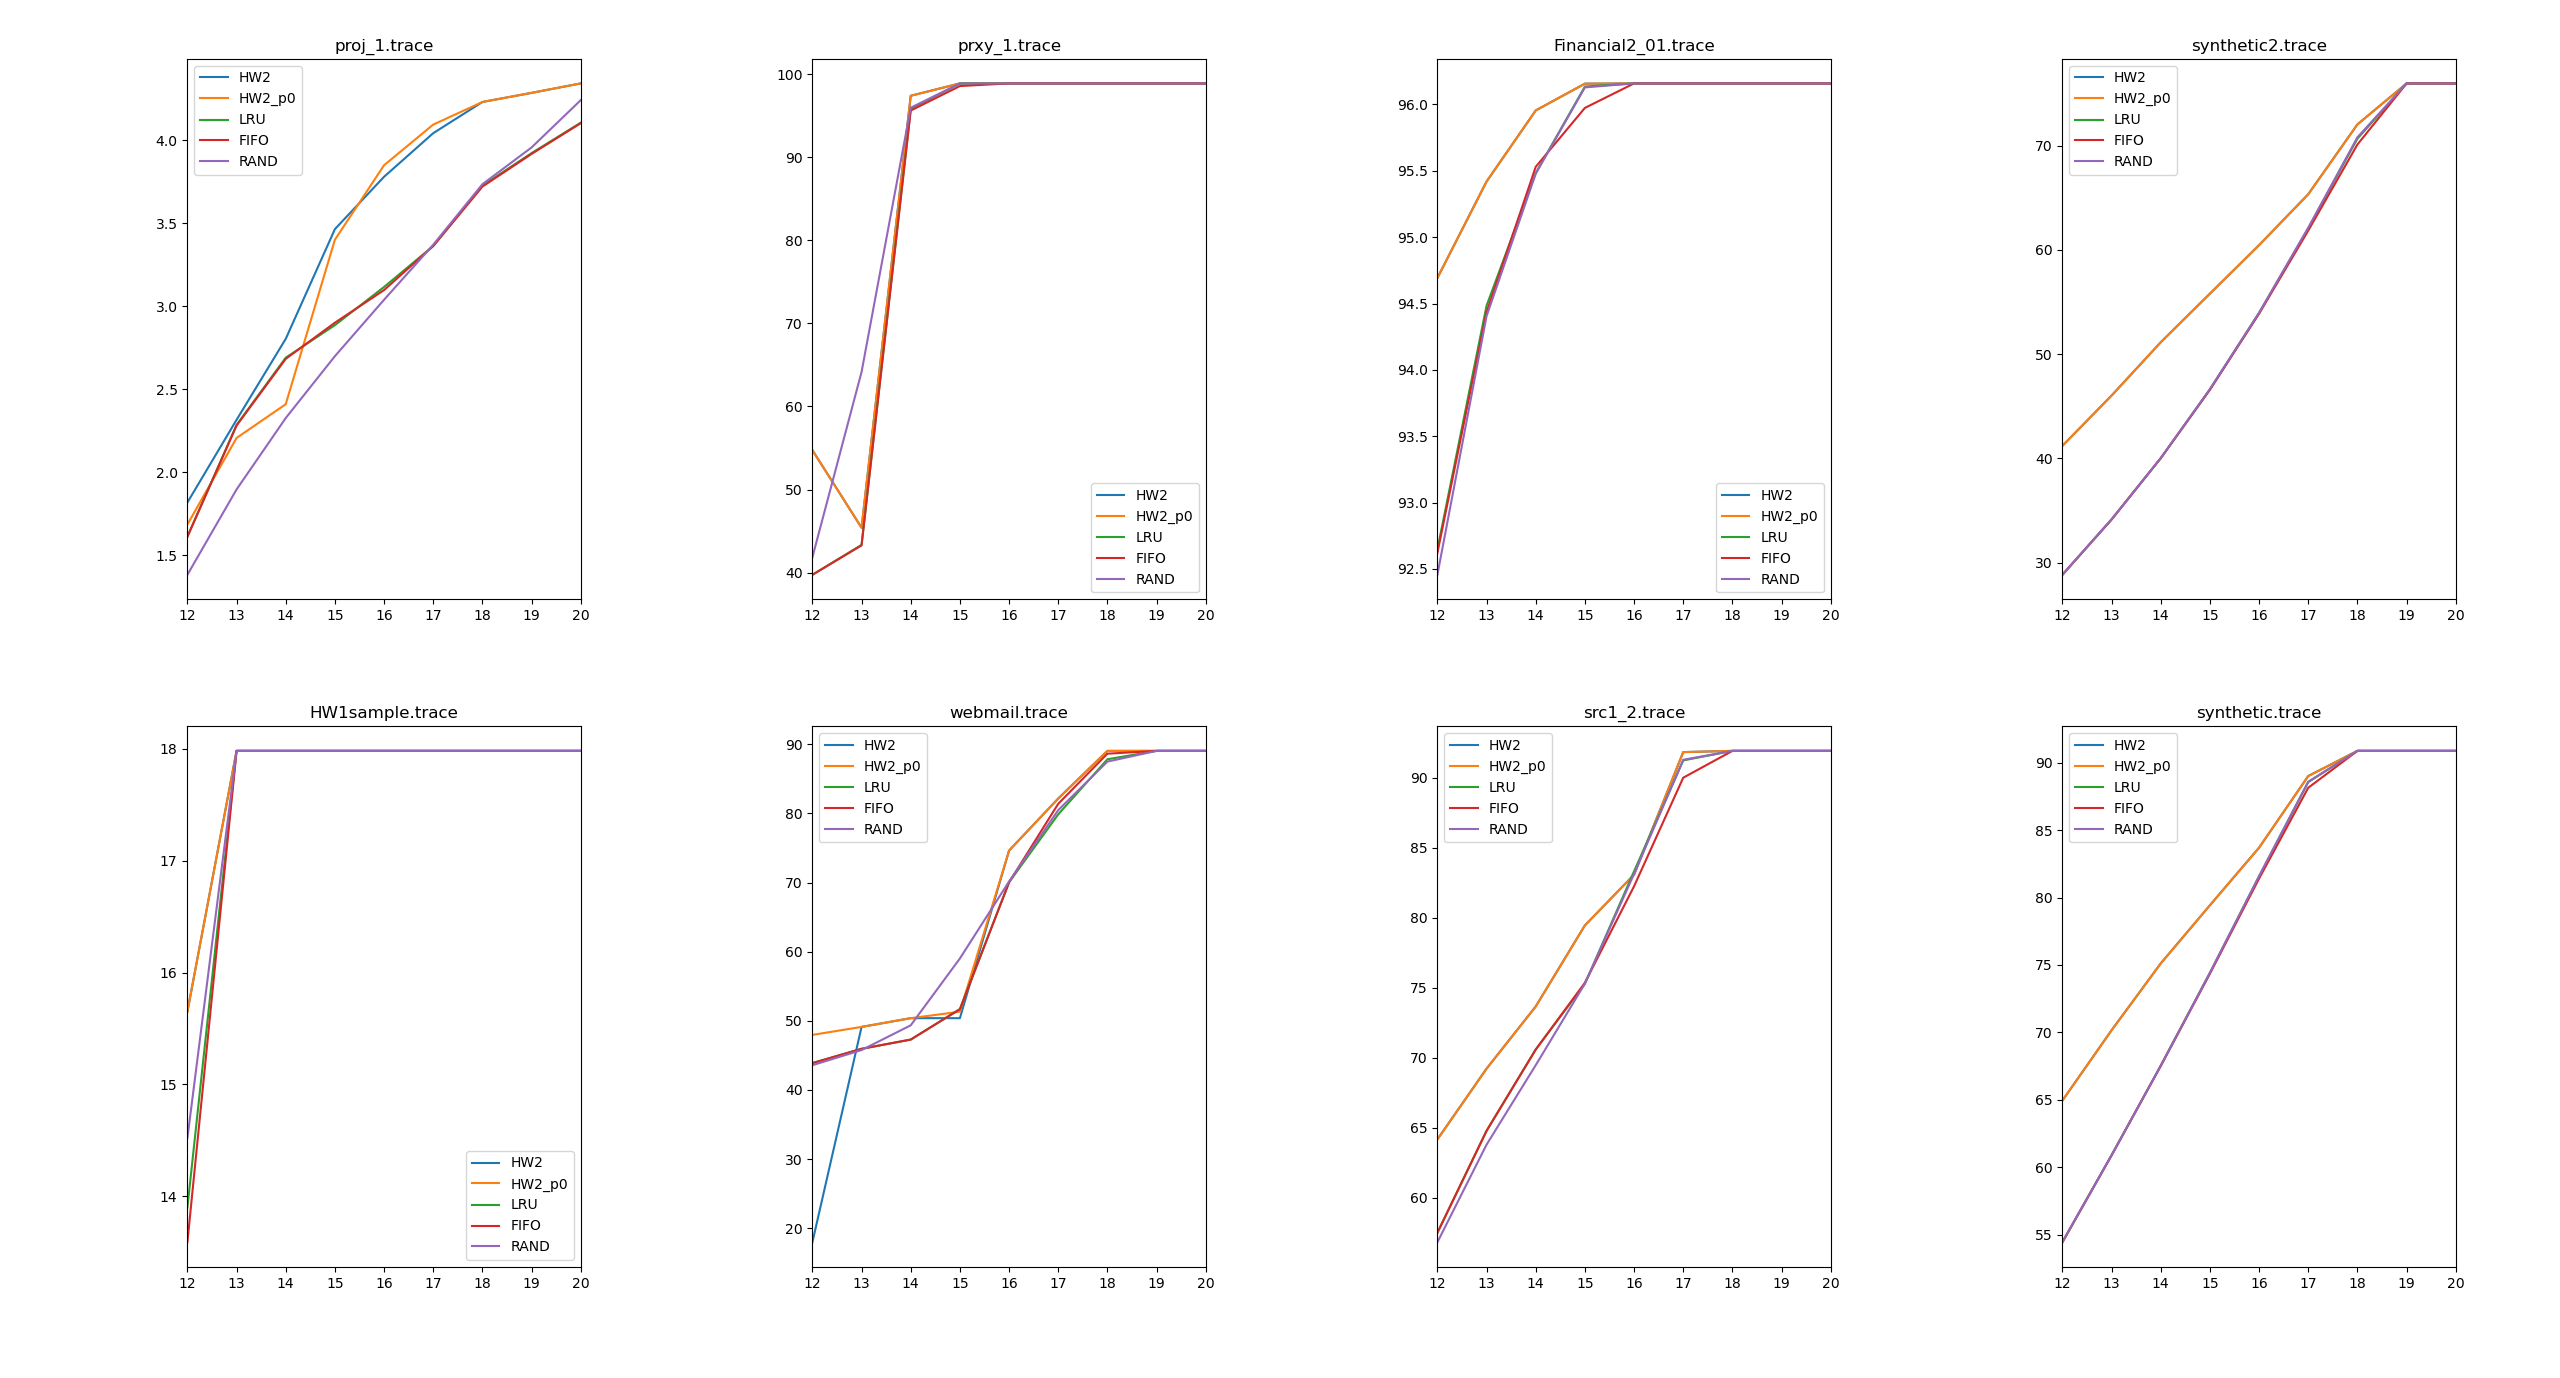 proj_1.trace
HW2
HW2_p0
LRU
FIFO
RAND
4.0
3.5
3.0
2.5
2.0
1.5
12 13 14 15 16 17 18 19 20
prxy_1.trace
100
90
80
70
60
50
40
HW2
HW2_p0
LRU
FIFO
RAND
12 13 14 15 16 17 18 19 20
Financial2_01.trace
96.0
95.5
95.0
94.5
94.0
93.5
93.0
92.5
HW2
HW2_p0
LRU
FIFO
RAND
12 13 14 15 16 17 18 19 20
synthetic2.trace
HW2
HW2_p0
LRU
FIFO
RAND
70
60
50
40
30
12 13 14 15 16 17 18 19 20
HW1sample.trace
18
17
16
15
14
HW2
HW2_p0
LRU
FIFO
RAND
12 13 14 15 16 17 18 19 20
webmail.trace
HW2
HW2_p0
LRU
FIFO
RAND
90
80
70
60
50
40
30
20
12 13 14 15 16 17 18 19 20
src1_2.trace
HW2
HW2_p0
LRU
FIFO
RAND
90
85
80
75
70
65
60
12 13 14 15 16 17 18 19 20
synthetic.trace
HW2
HW2_p0
LRU
FIFO
RAND
90
85
80
75
70
65
60
55
12 13 14 15 16 17 18 19 20